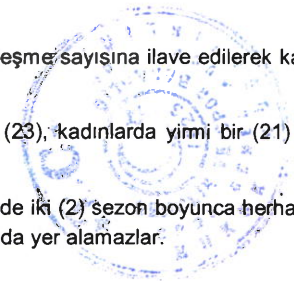 eşme sayısına ilave edilerek ka
(23), kadınlarda yirmi bir (21)
de iki (2) sezon boyunca herha
da yer alamazlar.